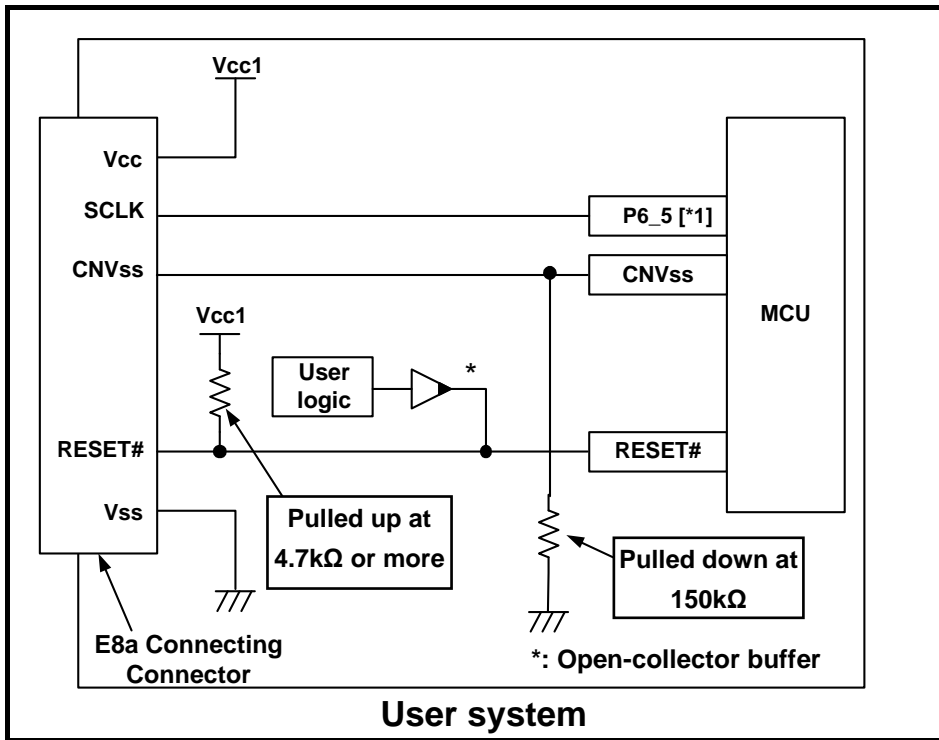 Vcc1
Vcc
SCLK
P6_5 [*1]
CNVss
CNVss
MCU
Vcc1
User
logic
*
RESET#
RESET#
Vss
Pulled up at
4.7kΩ or more
Pulled down at
150kΩ
E8a Connecting
Connector
*: Open-collector buffer
User system